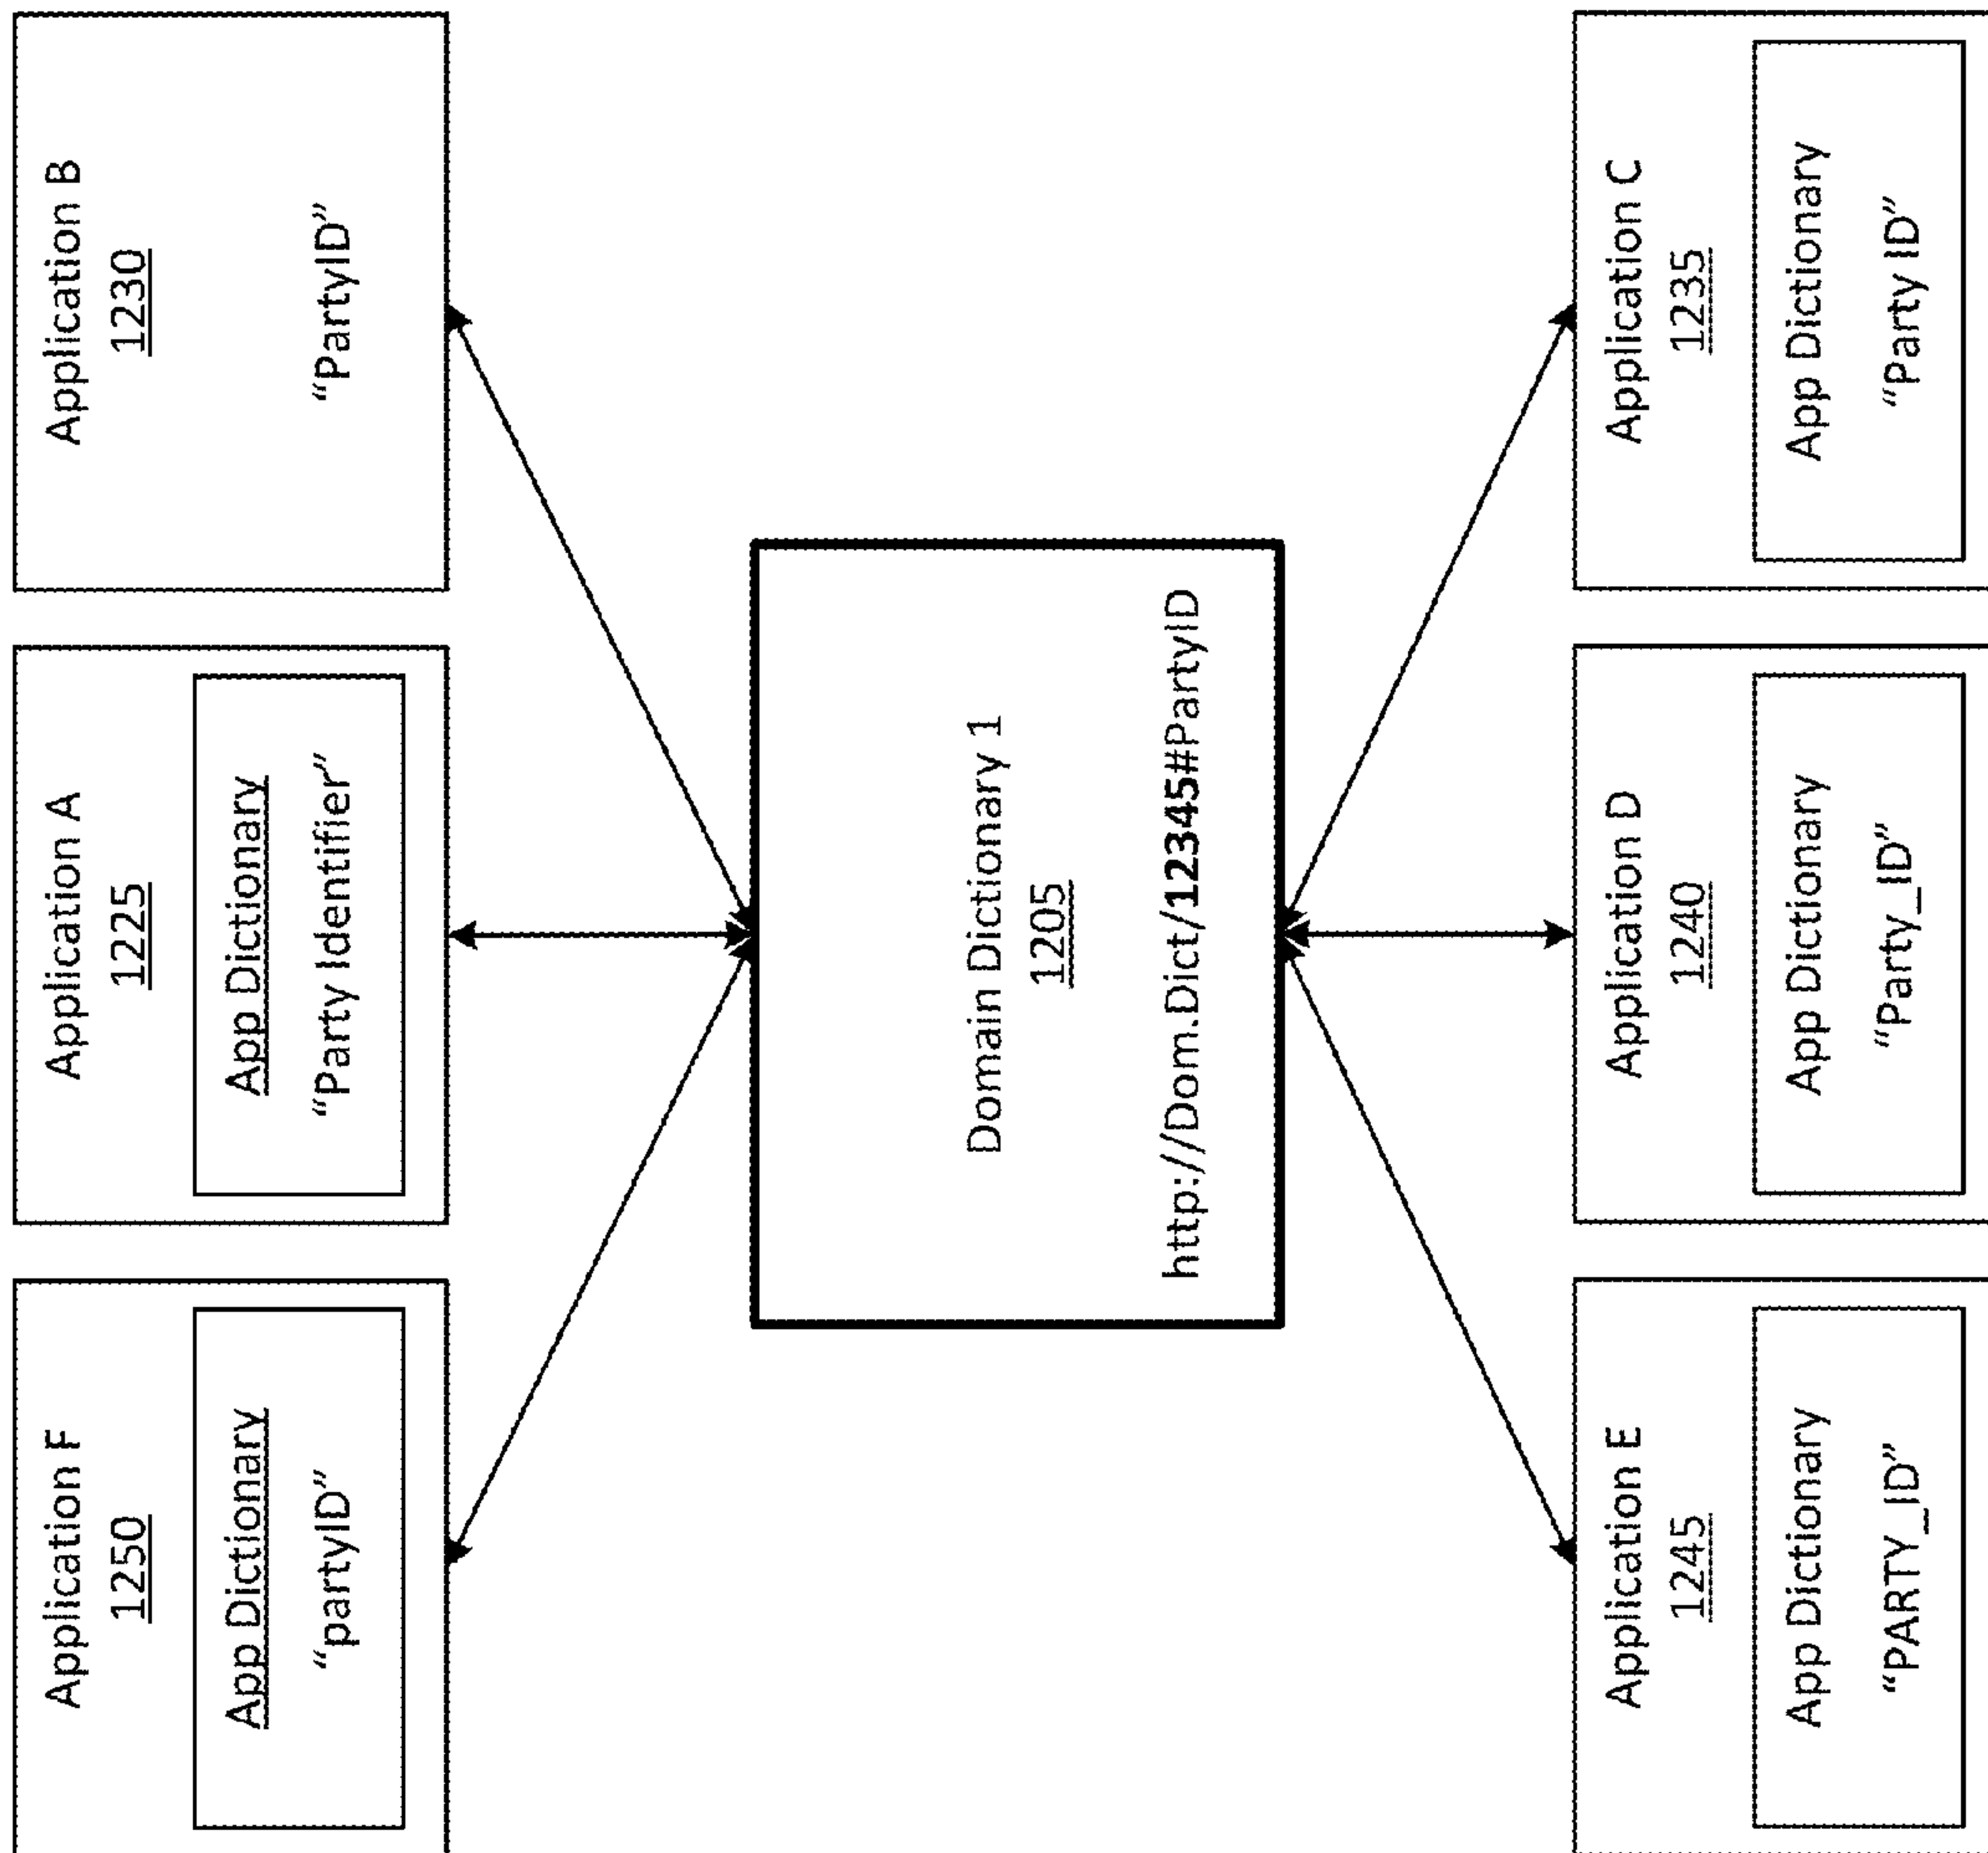 Application F
1250
App Dictionary
“partyID”
Application A
1225
App Dictionary
“Party Identifier”
Application B
1230
“PartyID”
Domain Dictionary 1
1205
http://Dom.Dict/12345#PartyID
Application E
1245
App Dictionary
“PARTY_ID”
Application D
1240
App Dictionary
“Party_ID”
Application C
1235
App Dictionary
“Party ID”